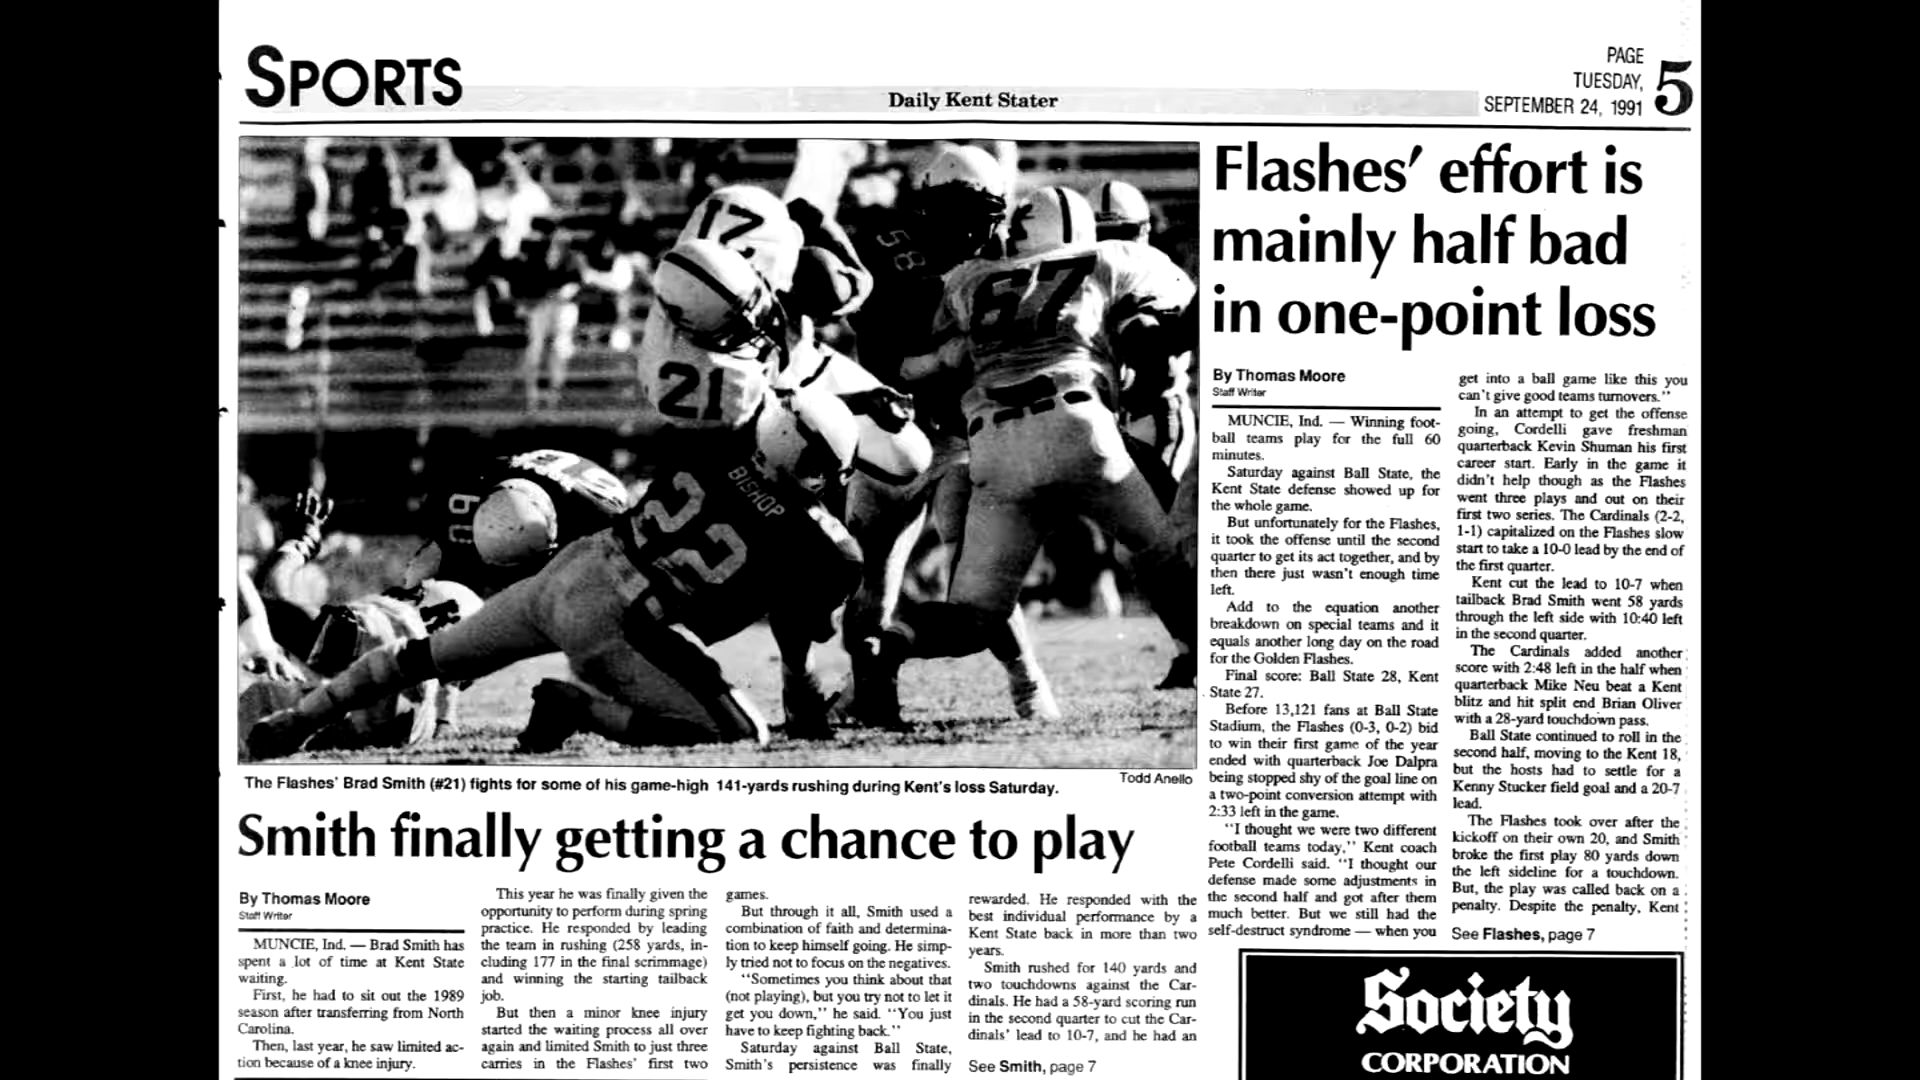 SPORTS
Daily Kent Stater
PAGE
TUESDAY,
SEPTEMBER 24, 1991
5
12
58
67
21
60
22
BISHOP
Todd Anello
The Flashes' Brad Smith (#21) fights for some of his game-high 141-yards rushing during Kent's loss Saturday.
Smith finally getting a chance to play
By Thomas Moore
Staff Writer
MUNCIE, Ind. — Brad Smith has
spent a lot of time at Kent State
waiting.
First, he had to sit out the 1989
season after transferring from North
Carolina.
Then, last year, he saw limited ac-
tion because of a knee injury.
This year he was finally given the
opportunity to perform during spring
practice. He responded by leading
the team in rushing (258 yards, in-
cluding 177 in the final scrimmage)
and winning the starting tailback
job.
But then a minor knee injury
started the waiting process all over
again and limited Smith to just three
carries in the Flashes' first two
games.
But through it all, Smith used a
combination of faith and determina-
tion to keep himself going. He simp-
ly tried not to focus on the negatives.
"Sometimes you think about that
(not playing), but you try not to let it
get you down," he said. "You just
have to keep fighting back."
Saturday against Ball State,
Smith's persistence was finally
rewarded. He responded with the
best individual performance by a
Kent State back in more than two
years.
Smith rushed for 140 yards and
two touchdowns against the Car-
dinals. He had a 58-yard scoring run
in the second quarter to cut the Car-
dinals' lead to 10-7, and he had an
See Smith, page 7
Flashes' effort is
mainly half bad
in one-point loss
By Thomas Moore
Staff Writer
MUNCIE, Ind. — Winning foot-
ball teams play for the full 60
minutes.
Saturday against Ball State, the
Kent State defense showed up for
the whole game.
But unfortunately for the Flashes,
it took the offense until the second
quarter to get its act together, and by
then there just wasn't enough time
left.
Add to the equation another
breakdown on special teams and it
equals another long day on the road
for the Golden Flashes.
Final score: Ball State 28, Kent
State 27.
Before 13,121 fans at Ball State
Stadium, the Flashes (0-3, 0-2) bid
to win their first game of the year
ended with quarterback Joe Dalpra
being stopped shy of the goal line on
a two-point conversion attempt with
2:33 left in the game.
"I thought we were two different
football teams today," Kent coach
Pete Cordelli said. "I thought our
defense made some adjustments in
the second half and got after them
much better. But we still had the
self-destruct syndrome — when you
get into a ball game like this you
can't give good teams turnovers."
In an attempt to get the offense
going, Cordelli gave freshman
quarterback Kevin Shuman his first
career start. Early in the game it
didn't help though as the Flashes
went three plays and out on their
first two series. The Cardinals (2-2,
1-1) capitalized on the Flashes slow
start to take a 10-0 lead by the end of
the first quarter.
Kent cut the lead to 10-7 when
tailback Brad Smith went 58 yards
through the left side with 10:40 left
in the second quarter.
The Cardinals added another
score with 2:48 left in the half when
quarterback Mike Neu beat a Kent
blitz and hit split end Brian Oliver
with a 28-yard touchdown pass.
Ball State continued to roll in the
second half, moving to the Kent 18,
but the hosts had to settle for a
Kenny Stucker field goal and a 20-7
lead.
The Flashes took over after the
kickoff on their own 20, and Smith
broke the first play 80 yards down
the left sideline for a touchdown.
But, the play was called back on a
penalty. Despite the penalty, Kent
See Flashes, page 7
Society
CORPORATION